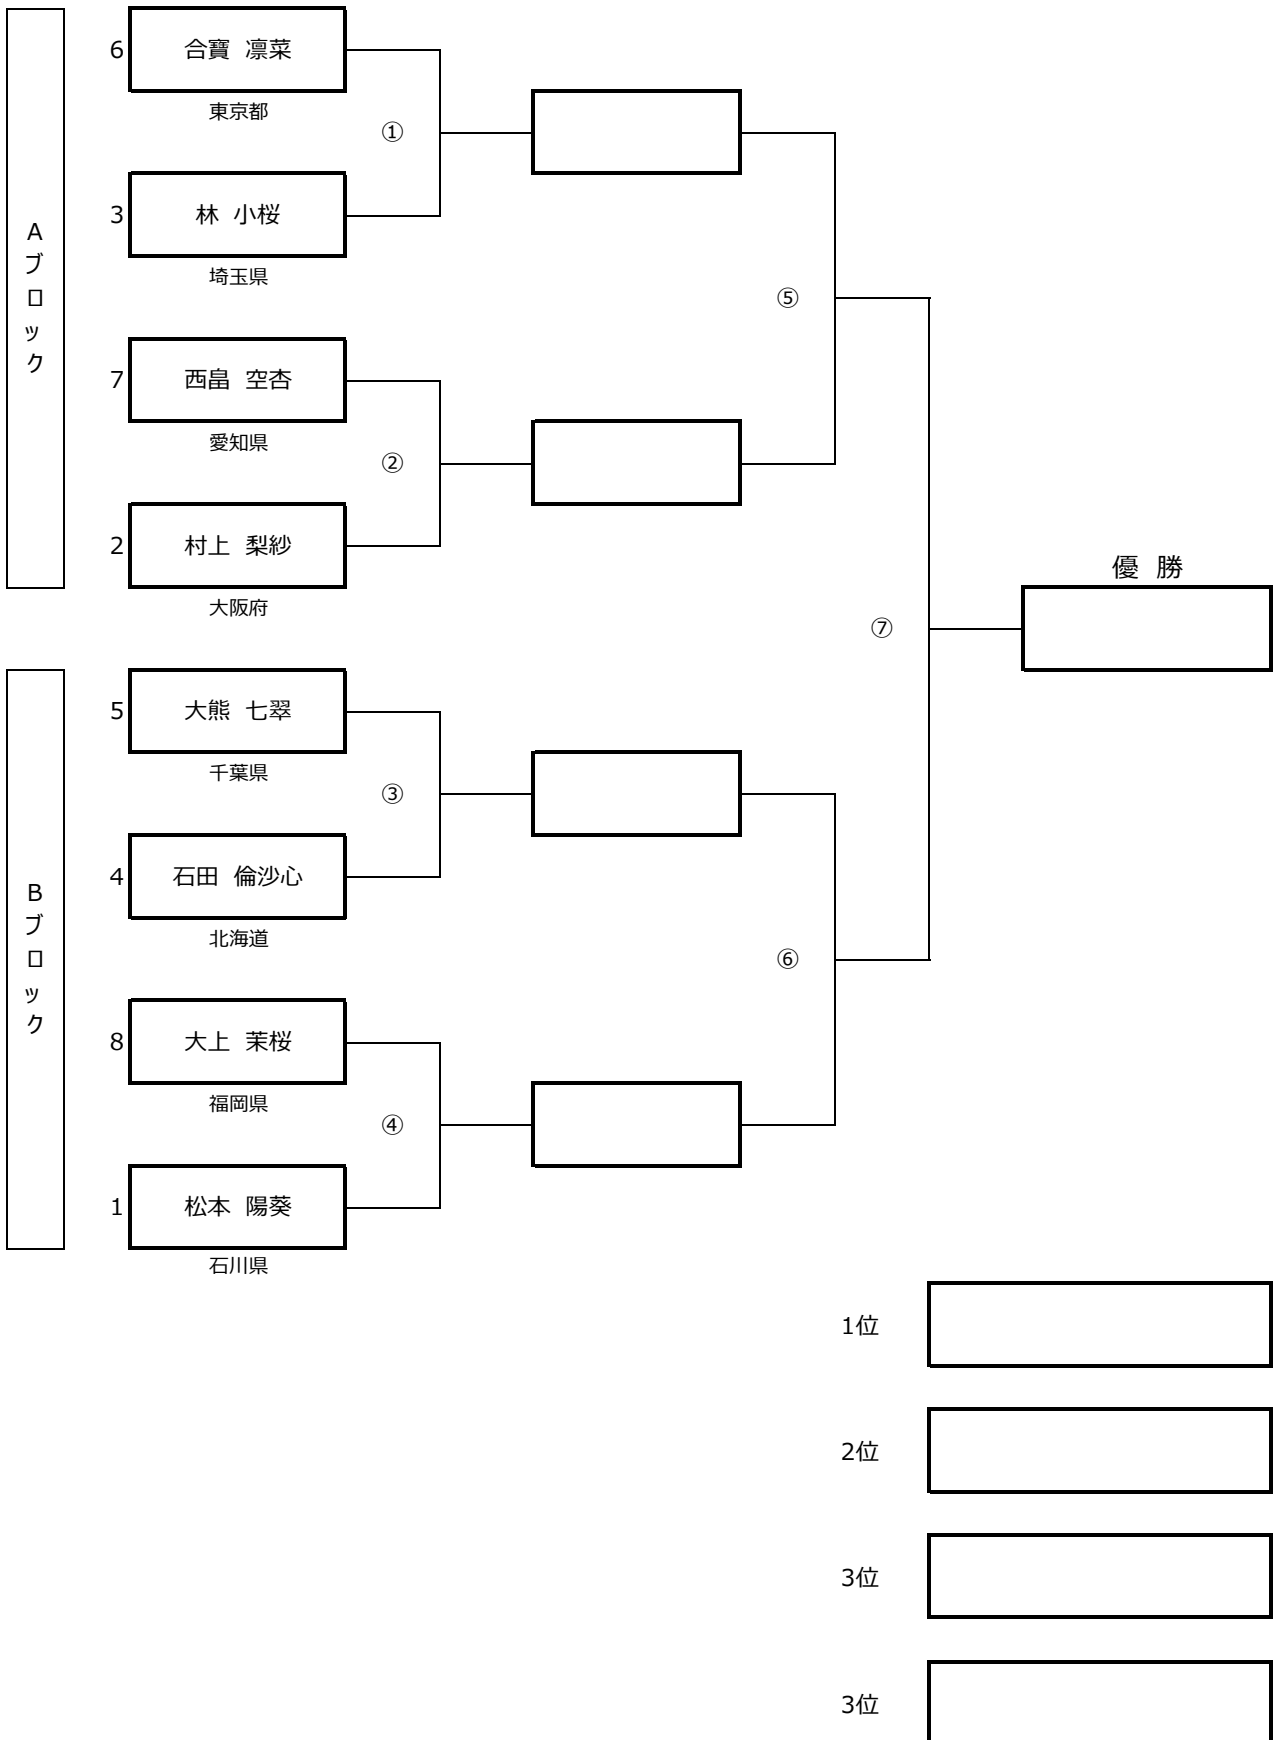 Aブロック
6 合寶 凛菜
東京都
①
3 林 小桜
埼玉県
⑤
7 西畠 空杏
愛知県
②
2 村上 梨紗
大阪府
優 勝
⑦
Bブロック
5 大熊 七翠
千葉県
③
4 石田 倫沙心
北海道
⑥
8 大上 茉桜
福岡県
④
1 松本 陽葵
石川県
1位
2位
3位
3位